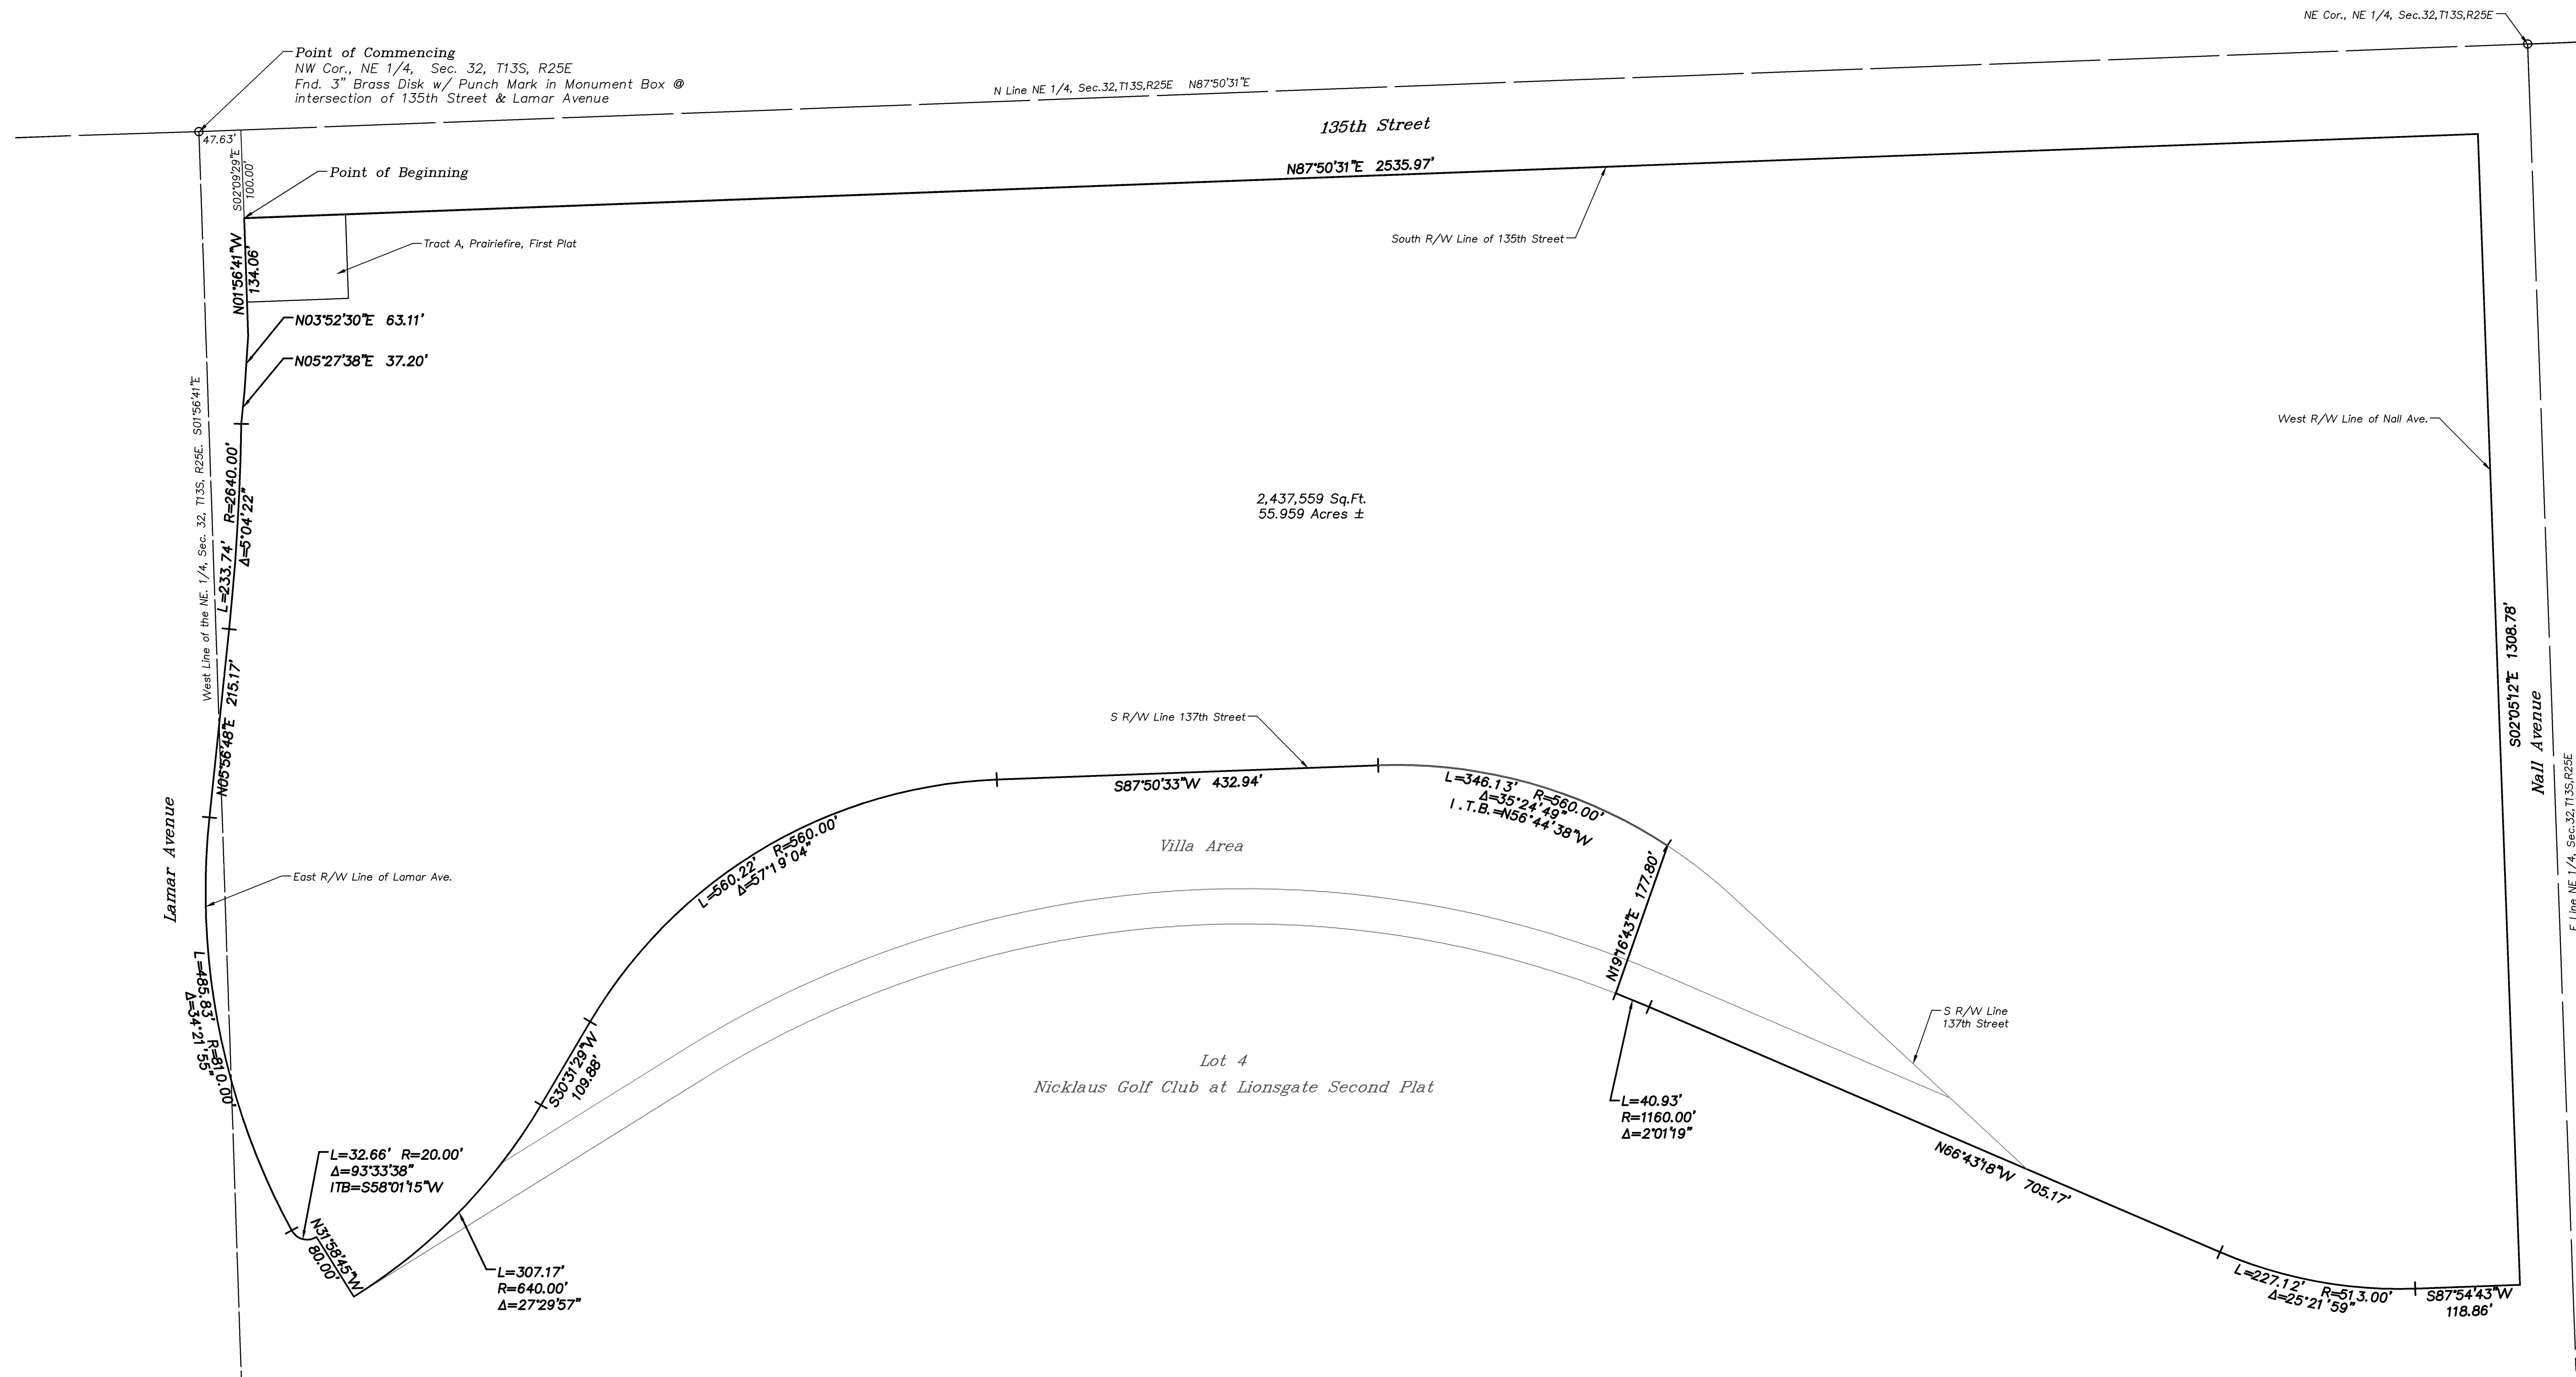 NE Cor., NE 1/4, Sec.32,T13S,R25E
Point of Commencing
NW Cor., NE 1/4, Sec. 32, T13S, R25E
Fnd. 3" Brass Disk w/ Punch Mark in Monument Box @
intersection of 135th Street & Lamar Avenue
N Line NE 1/4, Sec.32,T13S,R25E N87°50'31"E
135th Street
47.63'
S02°09'29"E
100.00'
Point of Beginning
N87°50'31"E 2535.97'
South R/W Line of 135th Street
Tract A, Prairiefire, First Plat
N01°56'41"W
134.06'
N03°52'30"E 63.11'
N05°27'38"E 37.20'
West Line of the NE. 1/4, Sec. 32, T13S, R25E. S01°56'41"E
L=233.74' R=2640.00'
Δ=5°04'22"
West R/W Line of Nall Ave.
2,437,559 Sq.Ft.
55.959 Acres ±
N05°56'48"E 215.17'
S02°05'12"E 1308.78'
Nall Avenue
E Line NE 1/4, Sec.32,T13S,R25E
S R/W Line 137th Street
S87°50'33"W 432.94'
L=346.13' R=560.00'
Δ=35°24'49"
I.T.B.=N56°44'38"W
Lamar Avenue
East R/W Line of Lamar Ave.
L=560.22' R=560.00'
Δ=57°19'04"
Villa Area
N19°16'43"E 177.80'
L=485.83' R=810.00'
Δ=34°21'55"
S R/W Line
137th Street
S30°31'29"W
109.88'
Lot 4
Nicklaus Golf Club at Lionsgate Second Plat
L=40.93'
R=1160.00'
Δ=2°01'19"
N66°43'18"W 705.17'
L=32.66' R=20.00'
Δ=93°33'38"
ITB=S58°01'15"W
N31°58'45"W
80.00'
L=307.17'
R=640.00'
Δ=27°29'57"
L=227.12' R=513.00'
Δ=25°21'59"
S87°54'43"W
118.86'